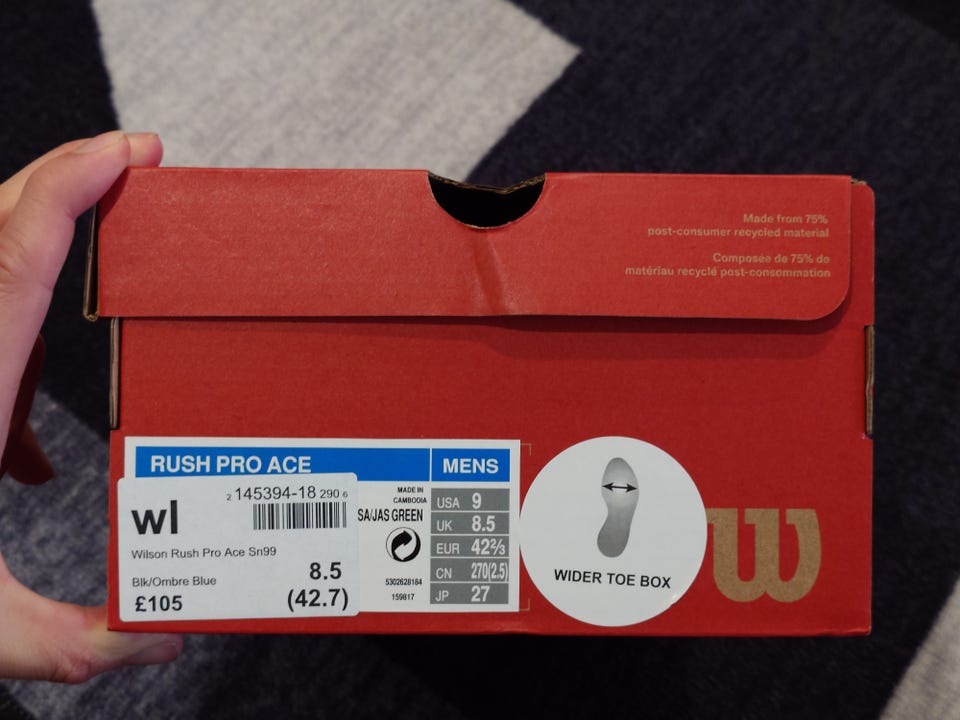 Made from 75%
post-consumer recycled material
Composée de 75% de
matériau recyclé post-consommation
RUSH PRO ACE
MENS
2 145394-18 290 6
wl
Wilson Rush Pro Ace Sn99
Blk/Ombre Blue
£105
8.5
(42.7)
MADE IN
CAMBODIA
SA/JAS GREEN
5302628184
159817
USA 9
UK 8.5
EUR 42⅔
CN 270(2.5)
JP 27
WIDER TOE BOX
W